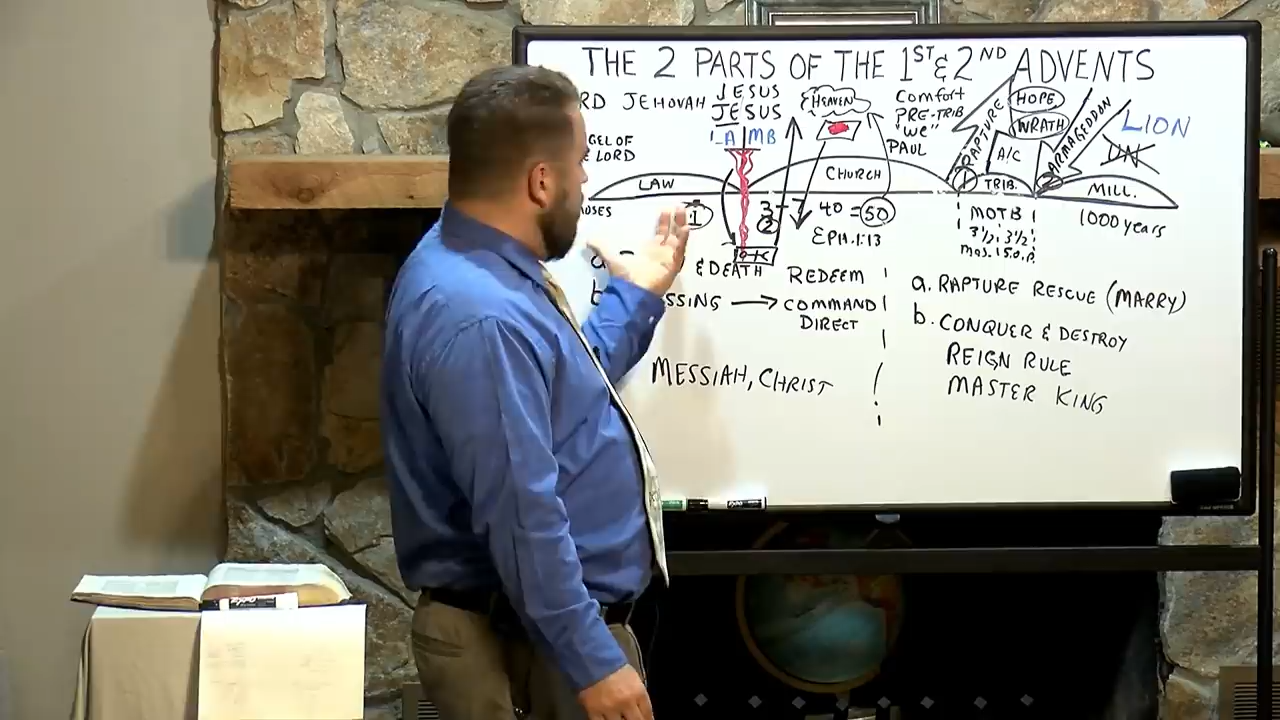 THE 2 PARTS OF THE 1ST & 2ND ADVENTS
RD JEHOVAH
JESUS
JESUS
L A MB
GEL OF
LORD
HEAVEN
Comfort
PRE-TRIB
"WE"
PAUL
RAPTURE
HOPE
WRATH
A/C
ARMAGEDDON
LION
LAW
CHURCH
TRIB.
MILL.
OSES
1
3-7
2
40 = 50
EPH. 1:13
MOTB
3 1/2 3 1/2
1000 years
a
& DEATH
REDEEM
b
SSING → COMMAND
DIRECT
MESSIAH, CHRIST
a. RAPTURE RESCUE (MARRY)
b. CONQUER & DESTROY
REIGN RULE
MASTER KING